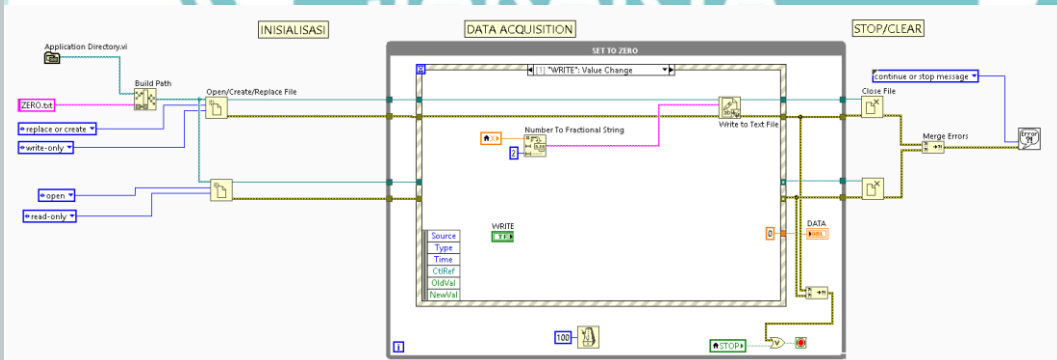 INISIALISASI
DATA ACQUISITION
STOP/CLEAR
Application Directory.vi
SET TO ZERO
[1] "WRITE": Value Change
continue or stop message
Build Path
Open/Create/Replace File
Close File
ZERO.txt
replace or create
write-only
Write to Text File
Number To Fractional String
2
Merge Errors
open
read-only
WRITE
TF
Source
Type
Time
CtlRef
OldVal
NewVal
0
DATA
DBL
100
STOP
i